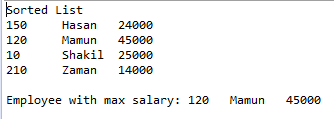 Sorted List
150 Hasan 24000
120 Mamun 45000
10 Shakil 25000
210 Zaman 14000
Employee with max salary: 120 Mamun 45000